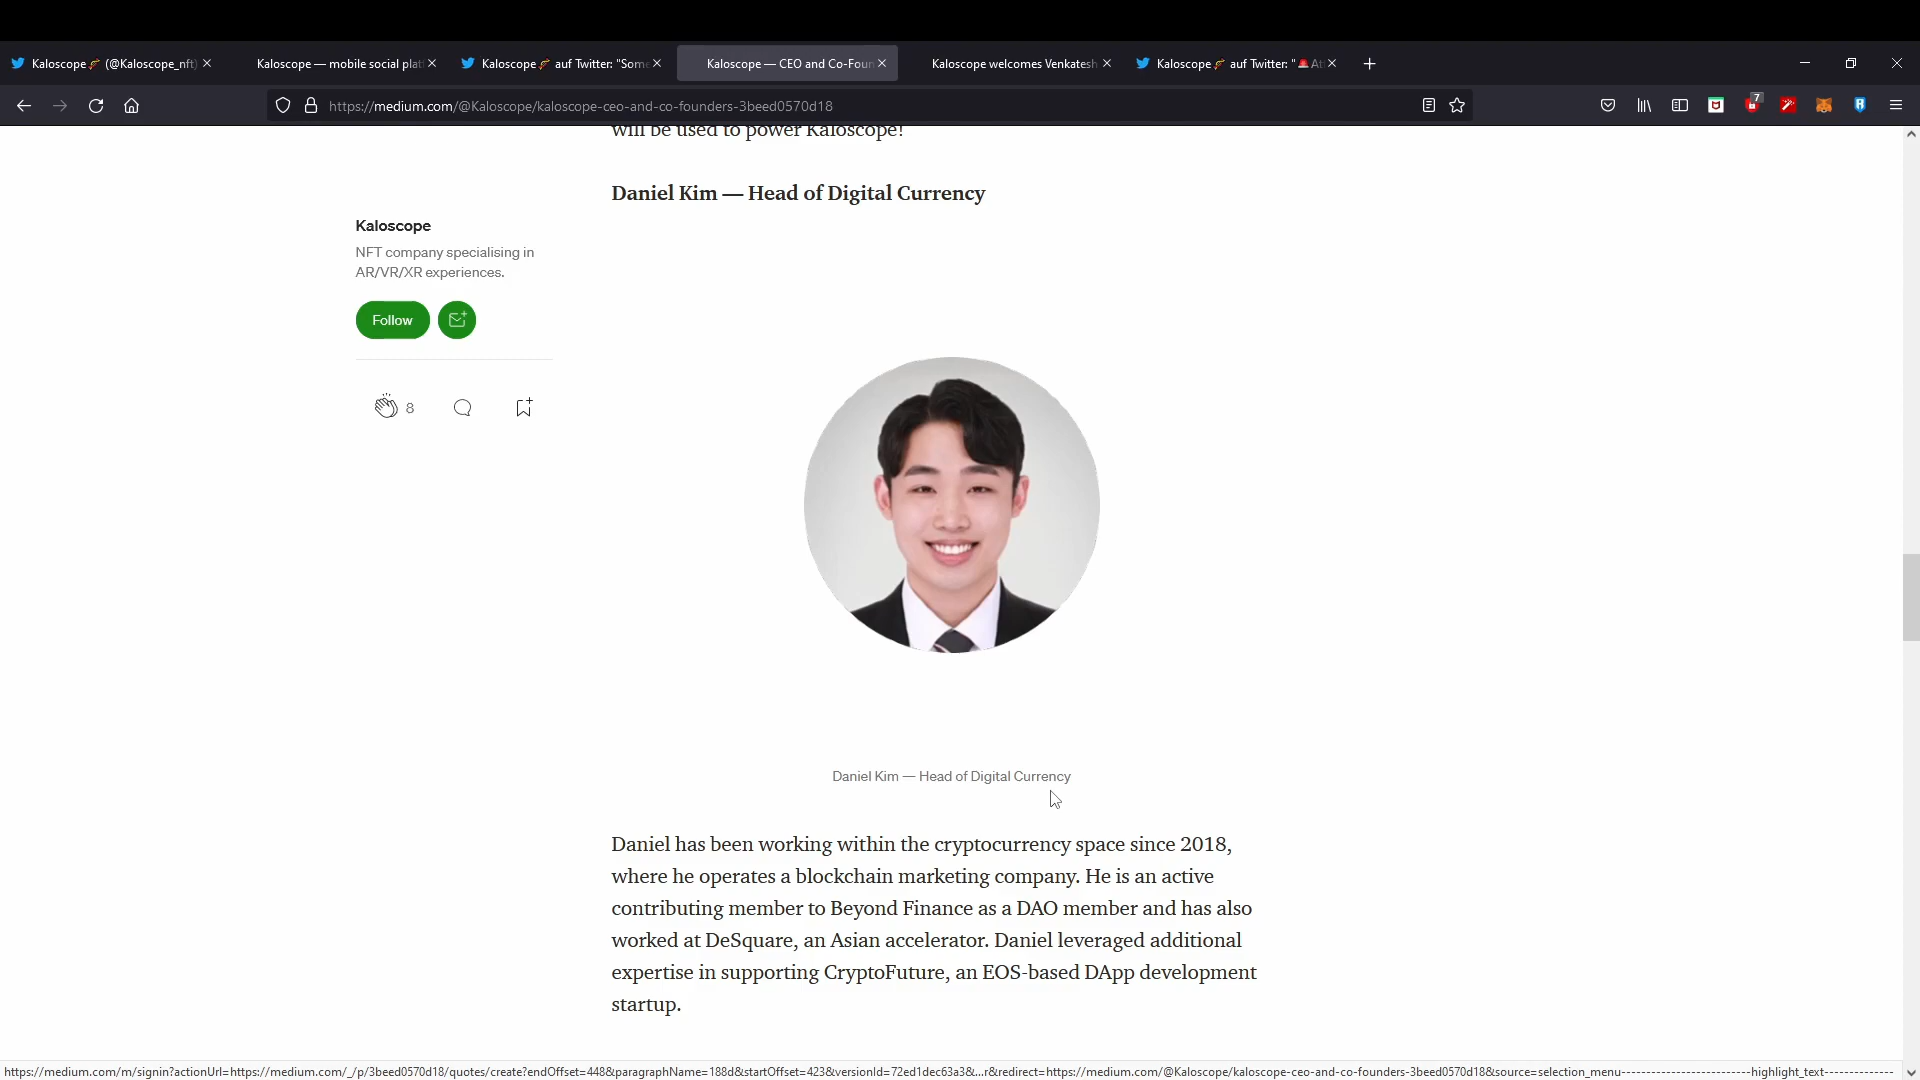 Kaloscope (@Kaloscope_nft)
Kaloscope — mobile social plat
Kaloscope auf Twitter: "Some
Kaloscope — CEO and Co-Foun
Kaloscope welcomes Venkatesh
Kaloscope auf Twitter: "
https://medium.com/@Kaloscope/kaloscope-ceo-and-co-founders-3beed0570d18
7
will be used to power Kaloscope!
Daniel Kim — Head of Digital Currency
Kaloscope
NFT company specialising in
AR/VR/XR experiences.
Follow
8
Daniel Kim — Head of Digital Currency
Daniel has been working within the cryptocurrency space since 2018,
where he operates a blockchain marketing company. He is an active
contributing member to Beyond Finance as a DAO member and has also
worked at DeSquare, an Asian accelerator. Daniel leveraged additional
expertise in supporting CryptoFuture, an EOS-based DApp development
startup.
https://medium.com/m/signin?actionUrl=https://medium.com/_/p/3beed0570d18/quotes/create?endOffset=448&paragraphName=188d&startOffset=423&versionId=72ed1dec63a3&...r&redirect=https://medium.com/@Kaloscope/kaloscope-ceo-and-co-founders-3beed0570d18&source=selection_menu--------------------------highlight_text--------------